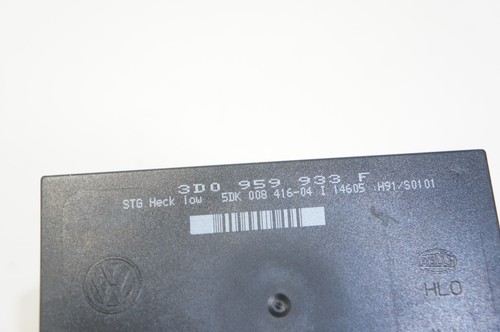 3D0 959 933 F
STG Heck low 5DK 008 416-04 I 14605 :H91/S0101
HLO